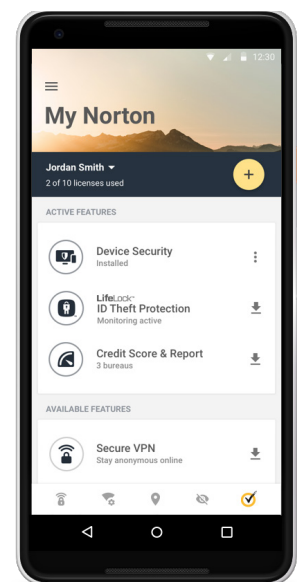 12:30
My Norton
Jordan Smith
2 of 10 licenses used
+
ACTIVE FEATURES
Device Security
Installed
LifeLock
ID Theft Protection
Monitoring active
Credit Score & Report
3 bureaus
AVAILABLE FEATURES
Secure VPN
Stay anonymous online